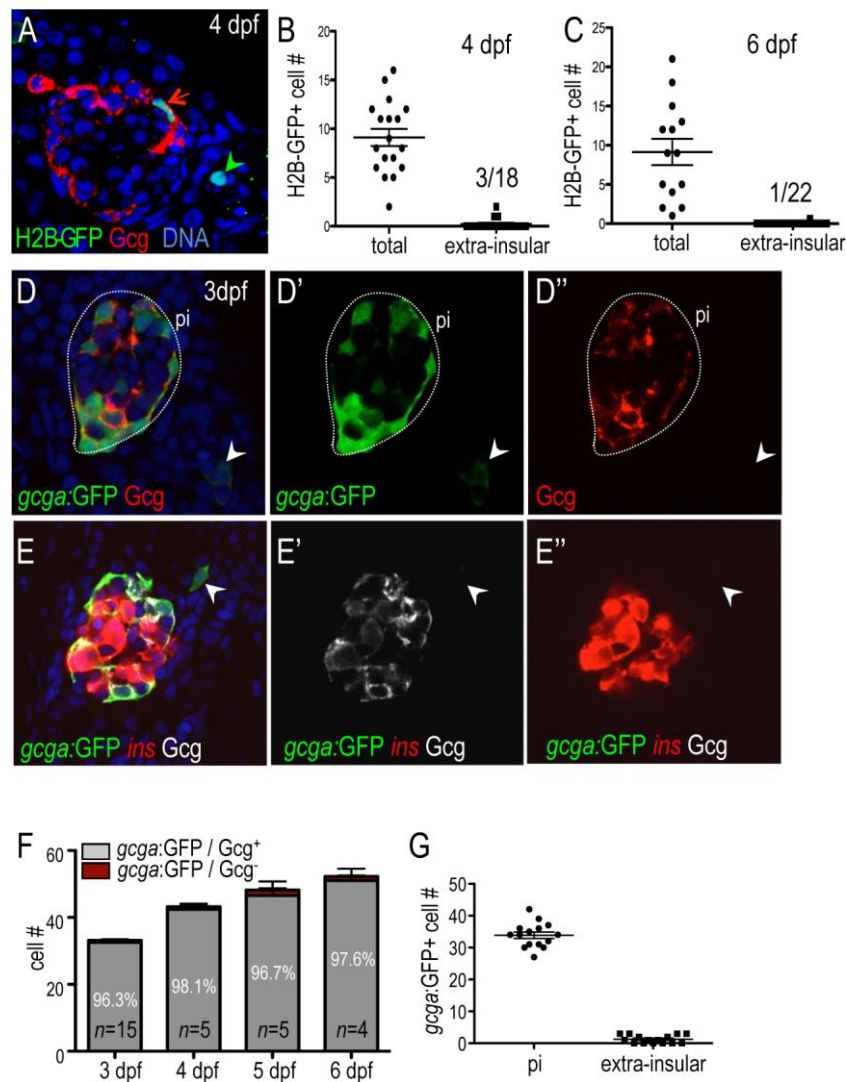 A
4 dpf
H2B-GFP Gcg DNA
B
4 dpf
H2B-GFP+ cell #
20
15
10
5
0
3/18
total
extra-insular
C
6 dpf
H2B-GFP+ cell #
25
20
15
10
5
0
1/22
total
extra-insular
D
3dpf
pi
gcga:GFP Gcg
D'
gcga:GFP
D''
pi
Gcg
E
gcga:GFP ins Gcg
E'
gcga:GFP ins Gcg
E''
gcga:GFP ins Gcg
F
gcga:GFP / Gcg⁺
gcga:GFP / Gcg⁻
cell #
60
40
20
0
96.3%
98.1%
96.7%
97.6%
n=15
n=5
n=5
n=4
3 dpf
4 dpf
5 dpf
6 dpf
G
gcga:GFP+ cell #
50
40
30
20
10
0
pi
extra-insular